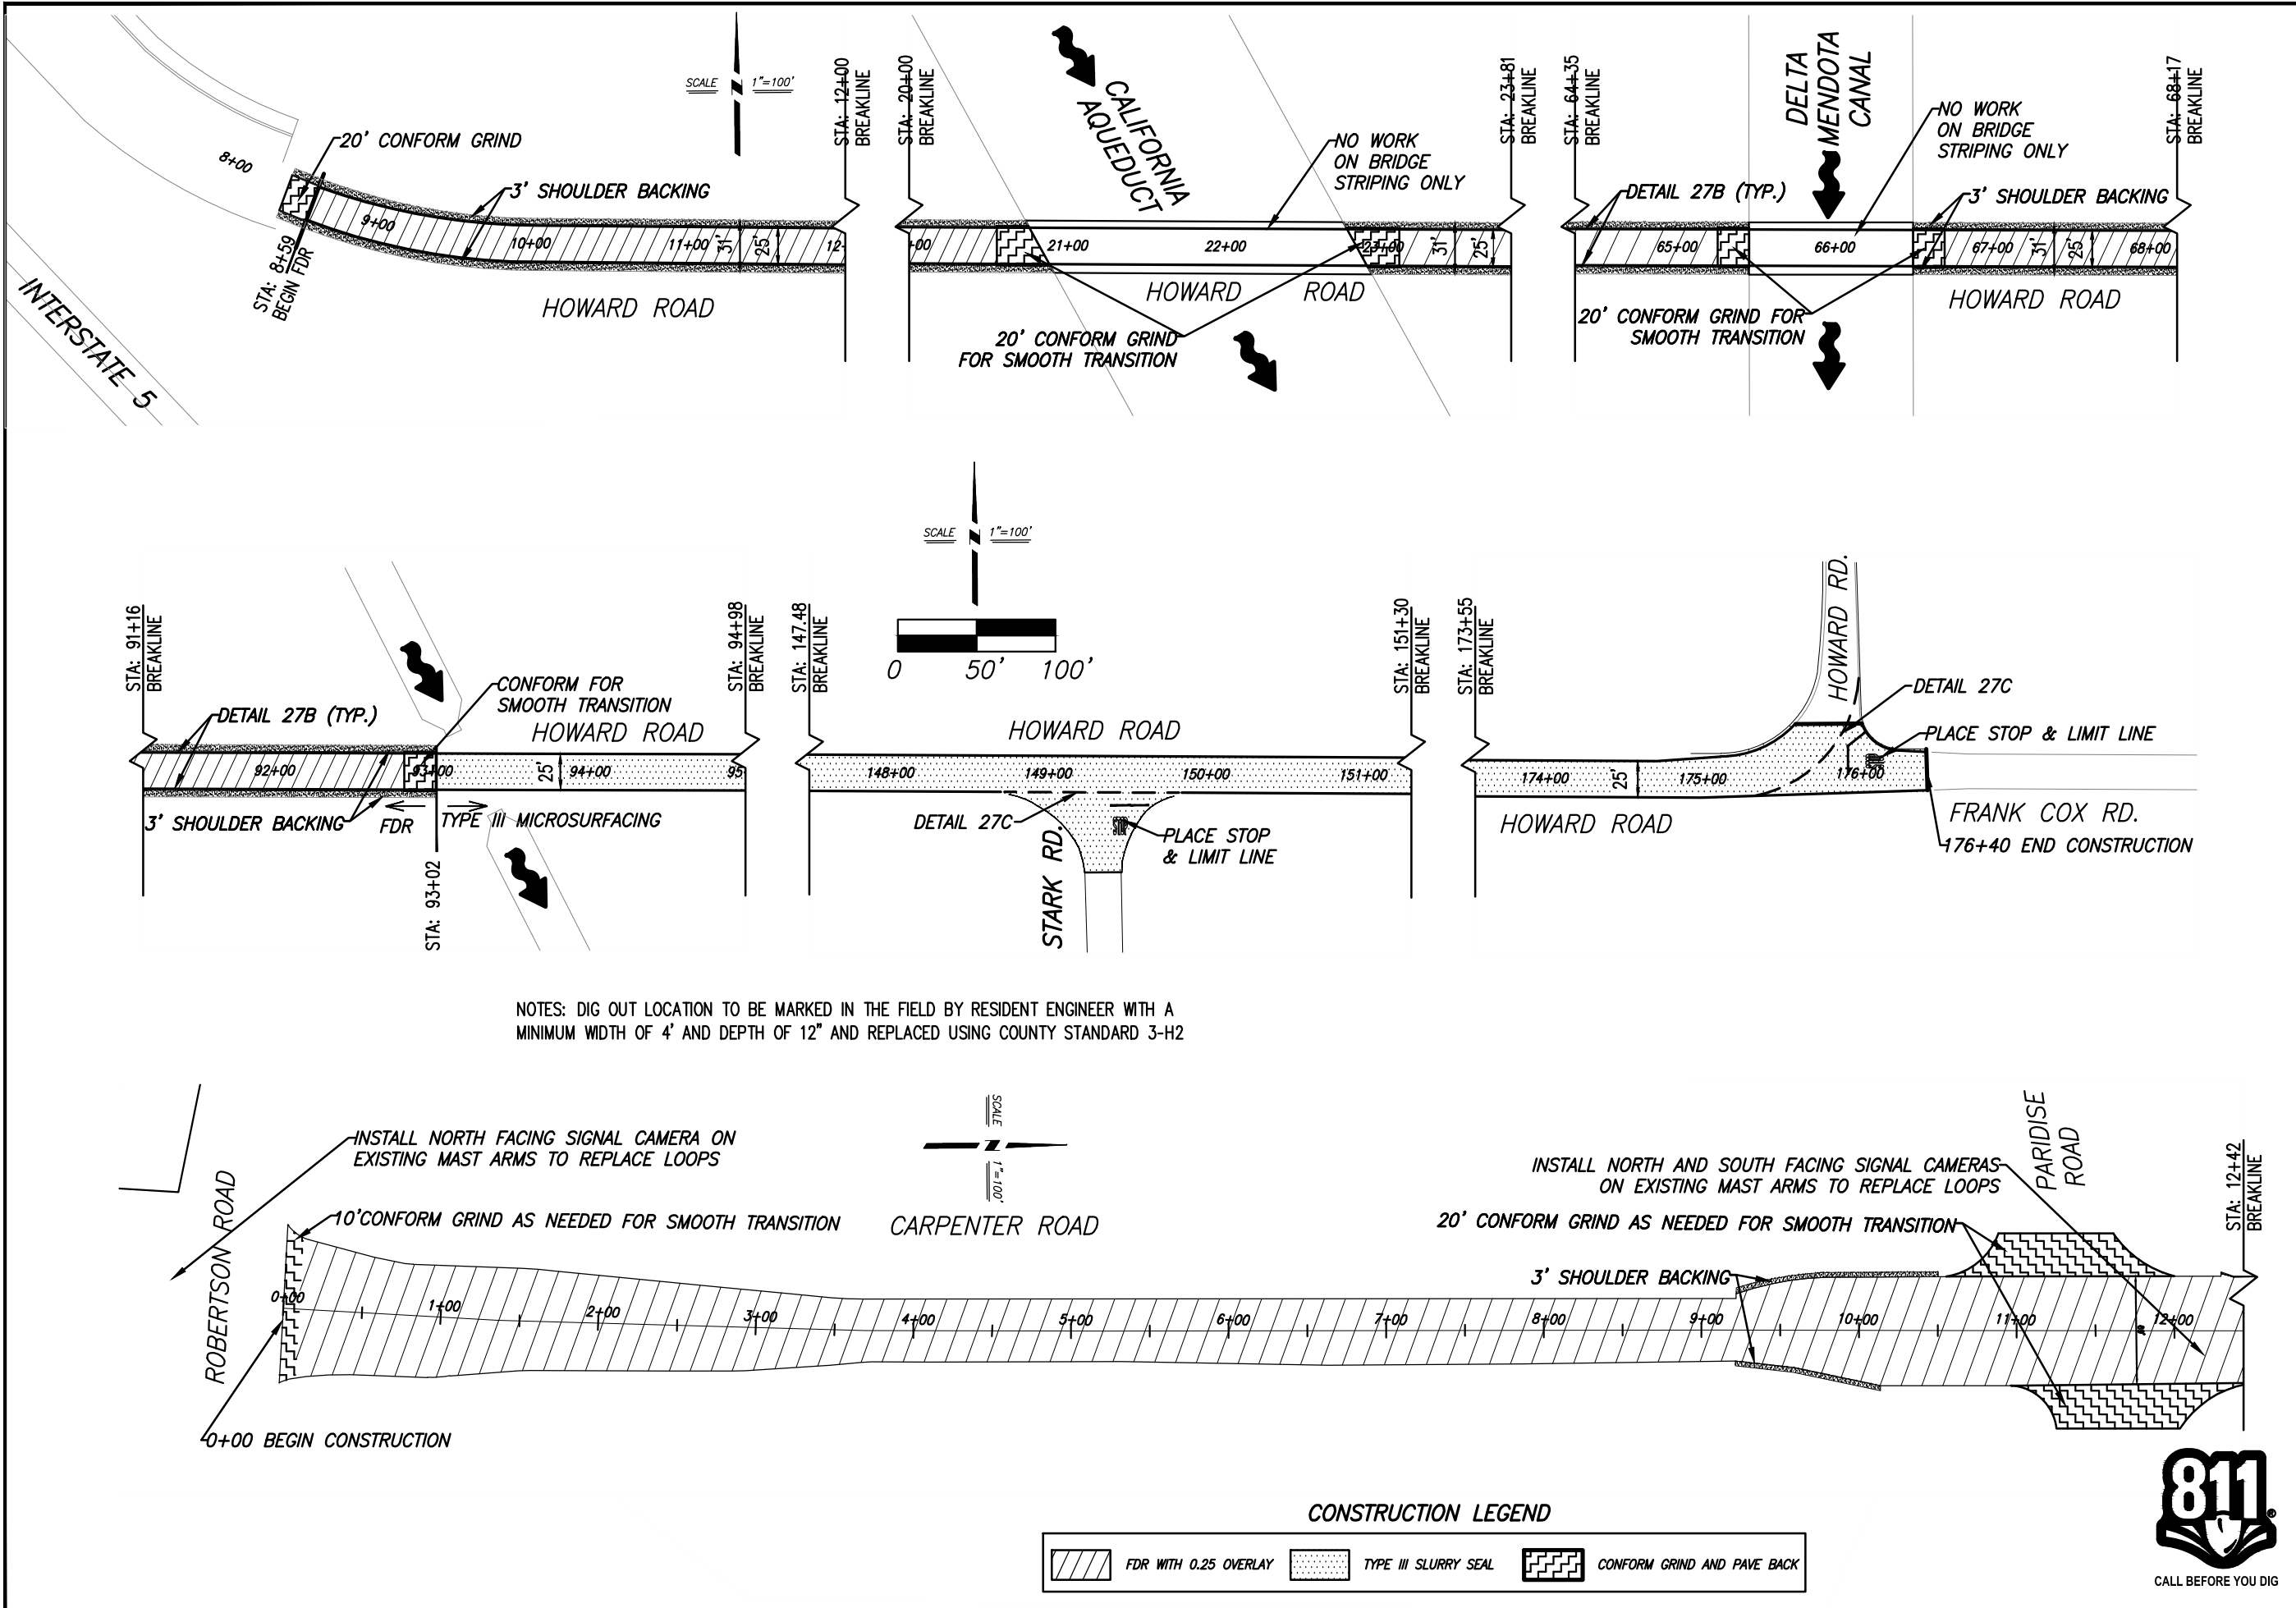 SCALE 1"=100'
STA: 12+00
BREAKLINE
STA: 20+00
BREAKLINE
CALIFORNIA
AQUEDUCT
STA: 23+81
BREAKLINE
STA: 64+35
BREAKLINE
DELTA
MENDOTA
CANAL
STA: 68+17
BREAKLINE
20' CONFORM GRIND
3' SHOULDER BACKING
NO WORK
ON BRIDGE
STRIPING ONLY
NO WORK
ON BRIDGE
STRIPING ONLY
DETAIL 27B (TYP.)
3' SHOULDER BACKING
8+00
9+00
10+00
11+00
31'
25'
12+
+00
21+00
22+00
23+00
31'
25'
65+00
66+00
67+00
31'
25'
68+00
STA: 8+59
BEGIN FDR
INTERSTATE 5
HOWARD ROAD
HOWARD ROAD
HOWARD ROAD
20' CONFORM GRIND
FOR SMOOTH TRANSITION
20' CONFORM GRIND FOR
SMOOTH TRANSITION
SCALE 1"=100'
0 50' 100'
STA: 91+16
BREAKLINE
STA: 94+98
BREAKLINE
STA: 147.48
BREAKLINE
STA: 151+30
BREAKLINE
STA: 173+55
BREAKLINE
HOWARD RD.
DETAIL 27B (TYP.)
CONFORM FOR
SMOOTH TRANSITION
HOWARD ROAD
HOWARD ROAD
DETAIL 27C
PLACE STOP & LIMIT LINE
92+00
93+00
25'
94+00
95
148+00
149+00
150+00
151+00
174+00
25'
175+00
176+00
STOP
3' SHOULDER BACKING
FDR
TYPE III MICROSURFACING
STA: 93+02
DETAIL 27C
STOP
PLACE STOP
& LIMIT LINE
STARK RD.
HOWARD ROAD
FRANK COX RD.
176+40 END CONSTRUCTION
NOTES: DIG OUT LOCATION TO BE MARKED IN THE FIELD BY RESIDENT ENGINEER WITH A
MINIMUM WIDTH OF 4' AND DEPTH OF 12" AND REPLACED USING COUNTY STANDARD 3-H2
SCALE
1"=100'
INSTALL NORTH FACING SIGNAL CAMERA ON
EXISTING MAST ARMS TO REPLACE LOOPS
ROBERTSON ROAD
10'CONFORM GRIND AS NEEDED FOR SMOOTH TRANSITION
CARPENTER ROAD
INSTALL NORTH AND SOUTH FACING SIGNAL CAMERAS
ON EXISTING MAST ARMS TO REPLACE LOOPS
20' CONFORM GRIND AS NEEDED FOR SMOOTH TRANSITION
PARIDISE
ROAD
STA: 12+42
BREAKLINE
3' SHOULDER BACKING
0+00
1+00
2+00
3+00
4+00
5+00
6+00
7+00
8+00
9+00
10+00
11+00
12+00
0+00 BEGIN CONSTRUCTION
CONSTRUCTION LEGEND
FDR WITH 0.25 OVERLAY
TYPE III SLURRY SEAL
CONFORM GRIND AND PAVE BACK
811®
CALL BEFORE YOU DIG